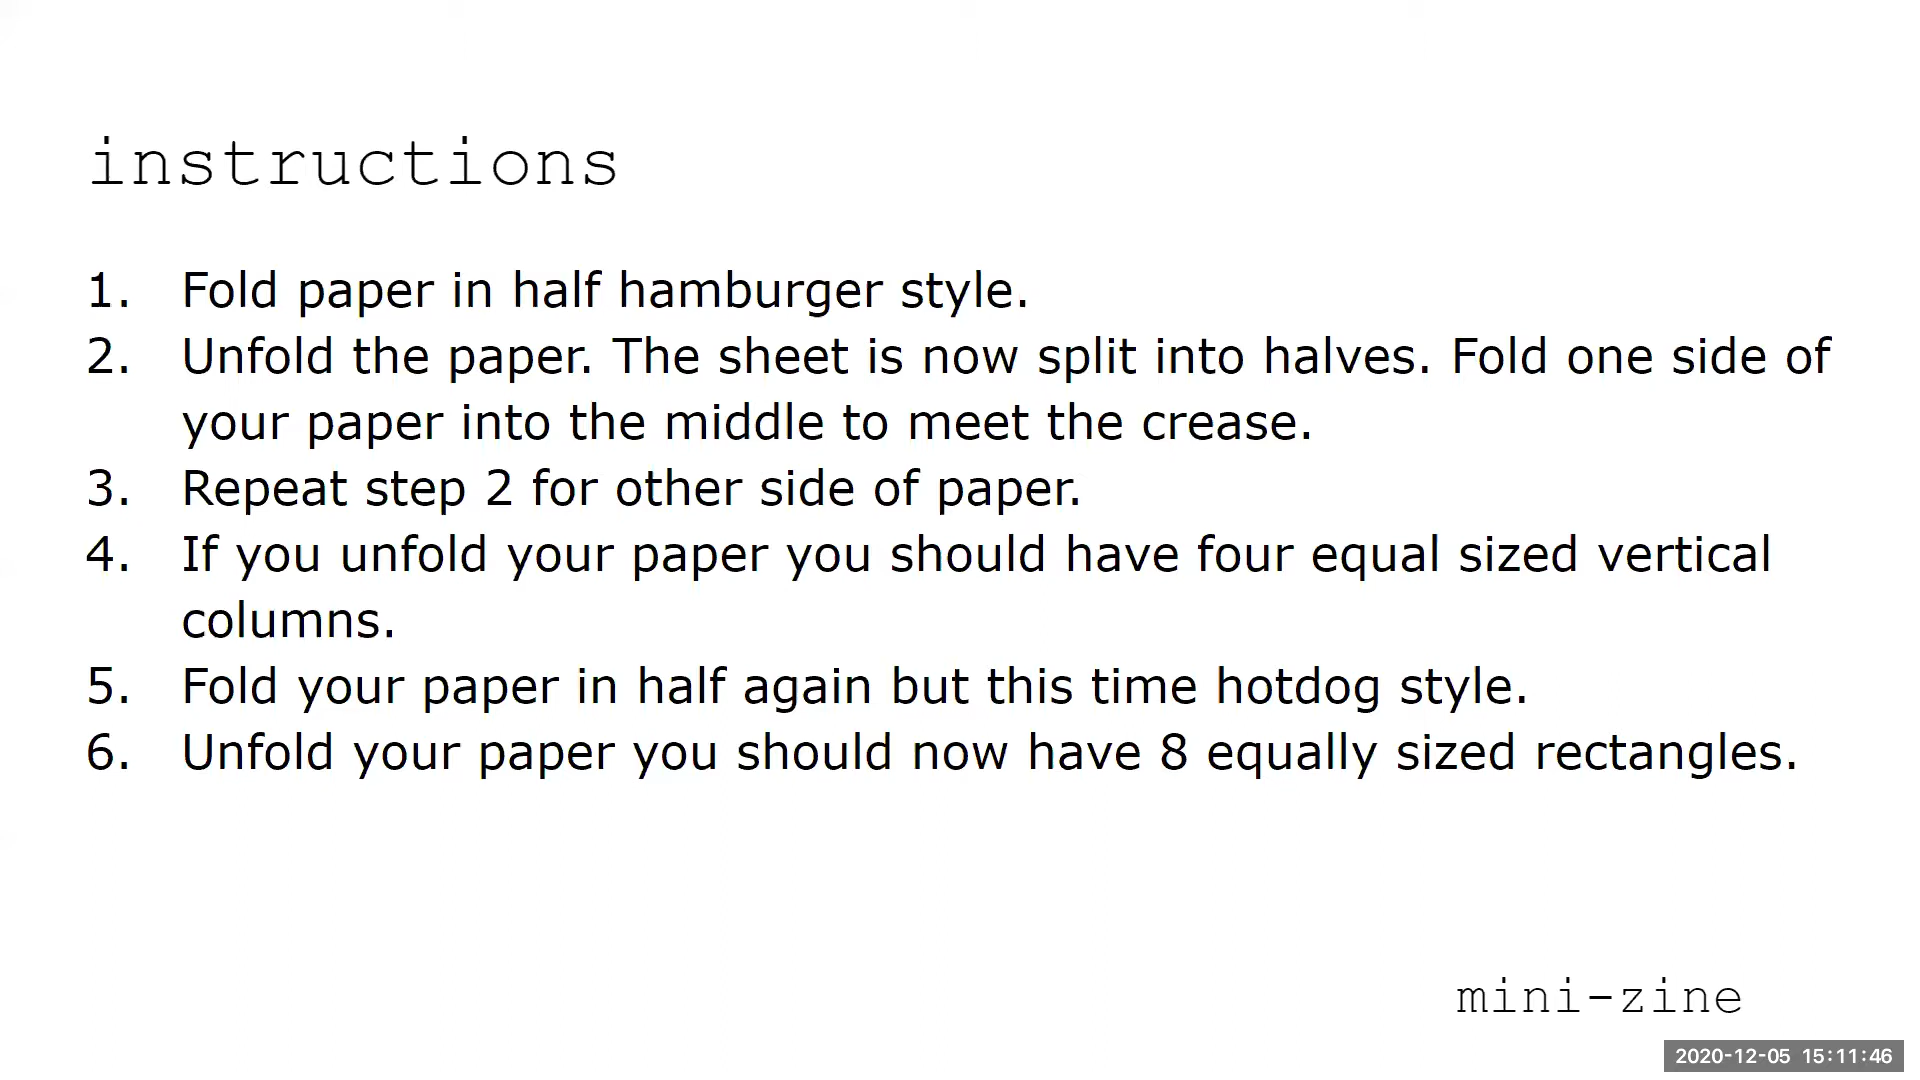 instructions
1. Fold paper in half hamburger style.
2. Unfold the paper. The sheet is now split into halves. Fold one side of
your paper into the middle to meet the crease.
3. Repeat step 2 for other side of paper.
4. If you unfold your paper you should have four equal sized vertical
columns.
5. Fold your paper in half again but this time hotdog style.
6. Unfold your paper you should now have 8 equally sized rectangles.
mini-zine
2020-12-05 15:11:46